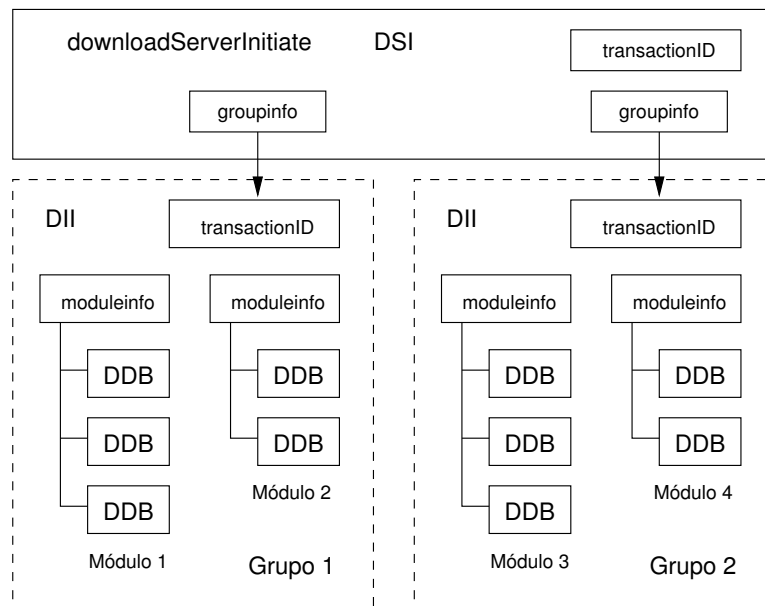 downloadServerInitiate DSI
transactionID
groupinfo
groupinfo
DII
transactionID
moduleinfo
moduleinfo
DDB
DDB
DDB
DDB
DDB
Módulo 2
Módulo 1
Grupo 1
DII
transactionID
moduleinfo
moduleinfo
DDB
DDB
DDB
DDB
DDB
Módulo 4
Módulo 3
Grupo 2